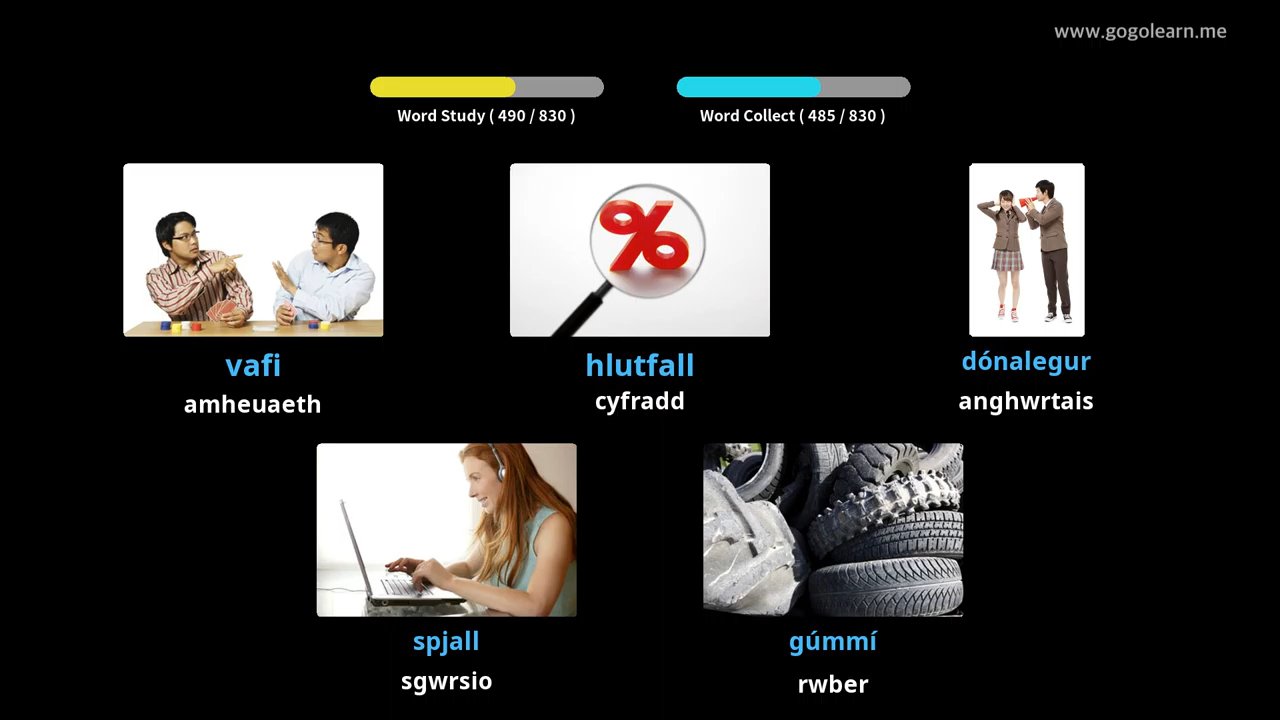 www.gogolearn.me
Word Study ( 490 / 830 )
Word Collect ( 485 / 830 )
vafi
amheuaeth
hlutfall
cyfradd
dónalegur
anghwrtais
spjall
sgwrsio
gúmmí
rwber